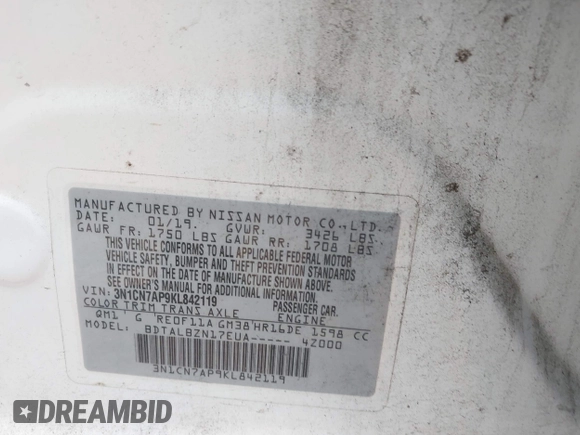 MANUFACTURED BY NISSAN MOTOR CO., LTD.
DATE: 01/19. GVWR: 3426 LBS
GAWR FR: 1750 LBS GAWR RR: 1708 LBS
THIS VEHICLE CONFORMS TO ALL APPLICABLE FEDERAL MOTOR
VEHICLE SAFETY, BUMPER AND THEFT PREVENTION STANDARDS
IN EFFECT ON THE DATE OF MANUFACTURE SHOWN ABOVE.
SEE OWNER'S MANUAL FOR ADDITIONAL INFORMATION.
VIN: 3N1CN7AP9KL842119 PASSENGER CAR.
COLOR TRIM TRANS AXLE ENGINE
QM1 G RE0F11A GM38 HR16DE 1598 CC
MODEL: BDTALBZN17EUA----- 4Z000
3N1CN7AP9KL842119
DREAMBID